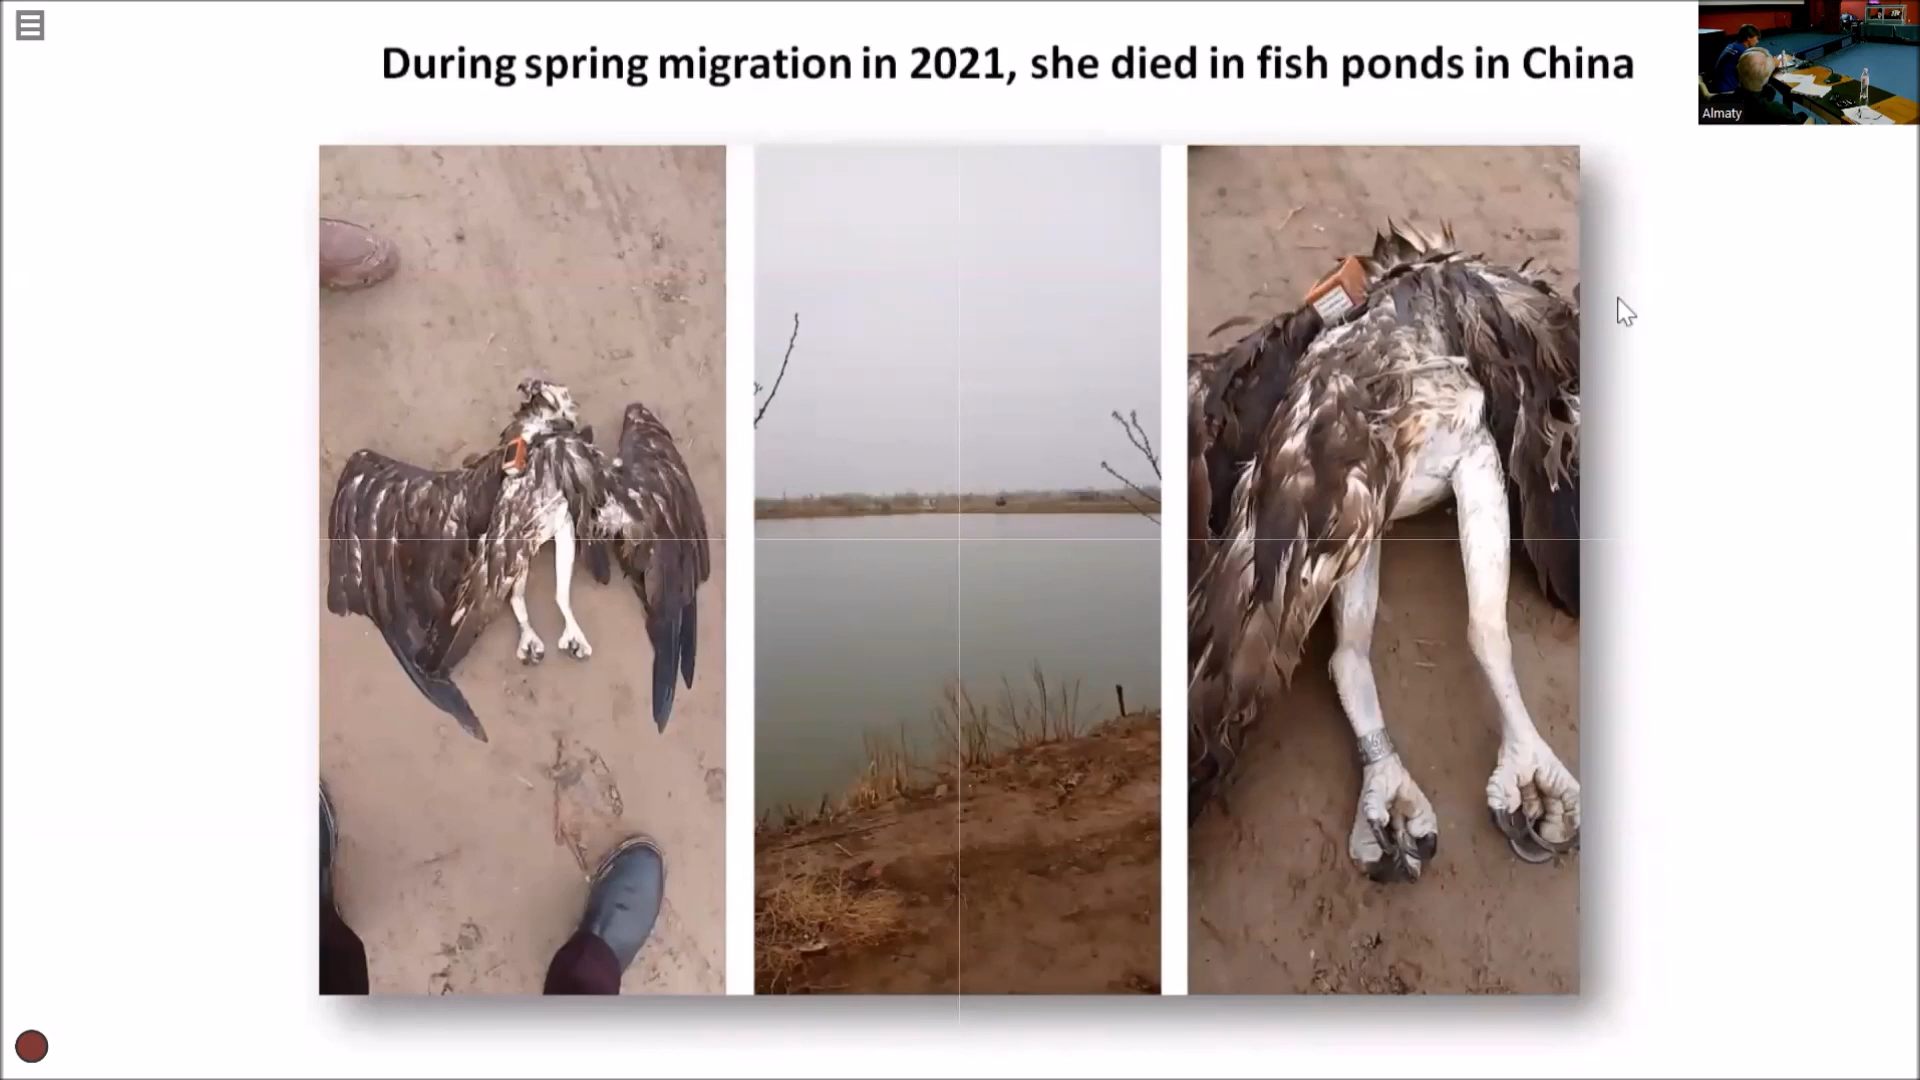 During spring migration in 2021, she died in fish ponds in China
Almaty